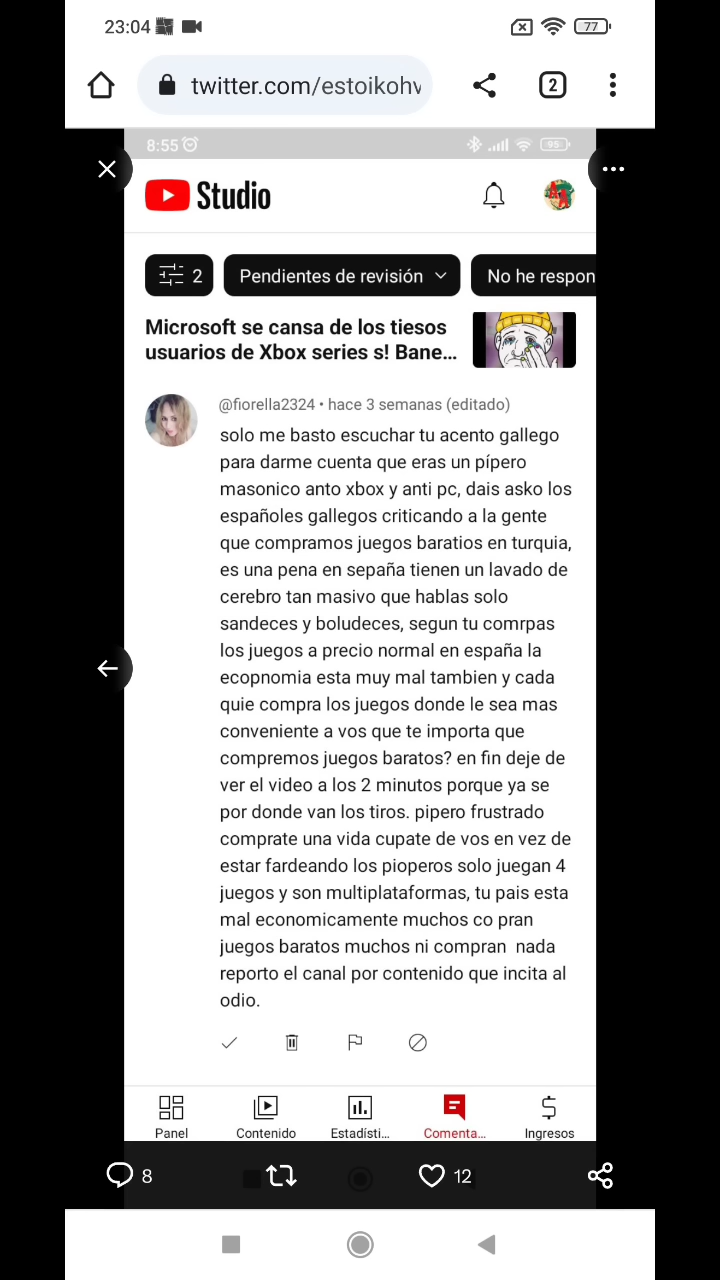 23:04
77
twitter.com/estoikohv
2
8:55
95
Studio
2
Pendientes de revisión
No he respon
Microsoft se cansa de los tiesos
usuarios de Xbox series s! Bane...
@fiorella2324 • hace 3 semanas (editado)
solo me basto escuchar tu acento gallego
para darme cuenta que eras un pípero
masonico anto xbox y anti pc, dais asko los
españoles gallegos criticando a la gente
que compramos juegos baratios en turquia,
es una pena en sepaña tienen un lavado de
cerebro tan masivo que hablas solo
sandeces y boludeces, segun tu comrpas
los juegos a precio normal en españa la
ecopnomia esta muy mal tambien y cada
quie compra los juegos donde le sea mas
conveniente a vos que te importa que
compremos juegos baratos? en fin deje de
ver el video a los 2 minutos porque ya se
por donde van los tiros. pipero frustrado
comprate una vida cupate de vos en vez de
estar fardeando los pioperos solo juegan 4
juegos y son multiplataformas, tu pais esta
mal economicamente muchos co pran
juegos baratos muchos ni compran  nada
reporto el canal por contenido que incita al
odio.
Panel
Contenido
Estadísti...
Comenta...
Ingresos
8
12